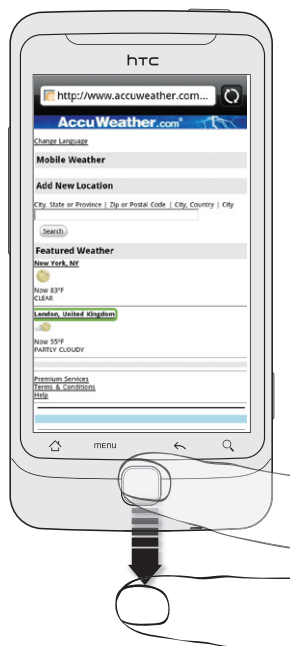 hTC
http://www.accuweather.com...
AccuWeather.com®
Change Language
Mobile Weather
Add New Location
City, State or Province | Zip or Postal Code | City, Country | City
Search
Featured Weather
New York, NY
Now 83°F
CLEAR
London, United Kingdom
Now 55°F
PARTLY CLOUDY
Premium Services
Terms & Conditions
Help
MENU